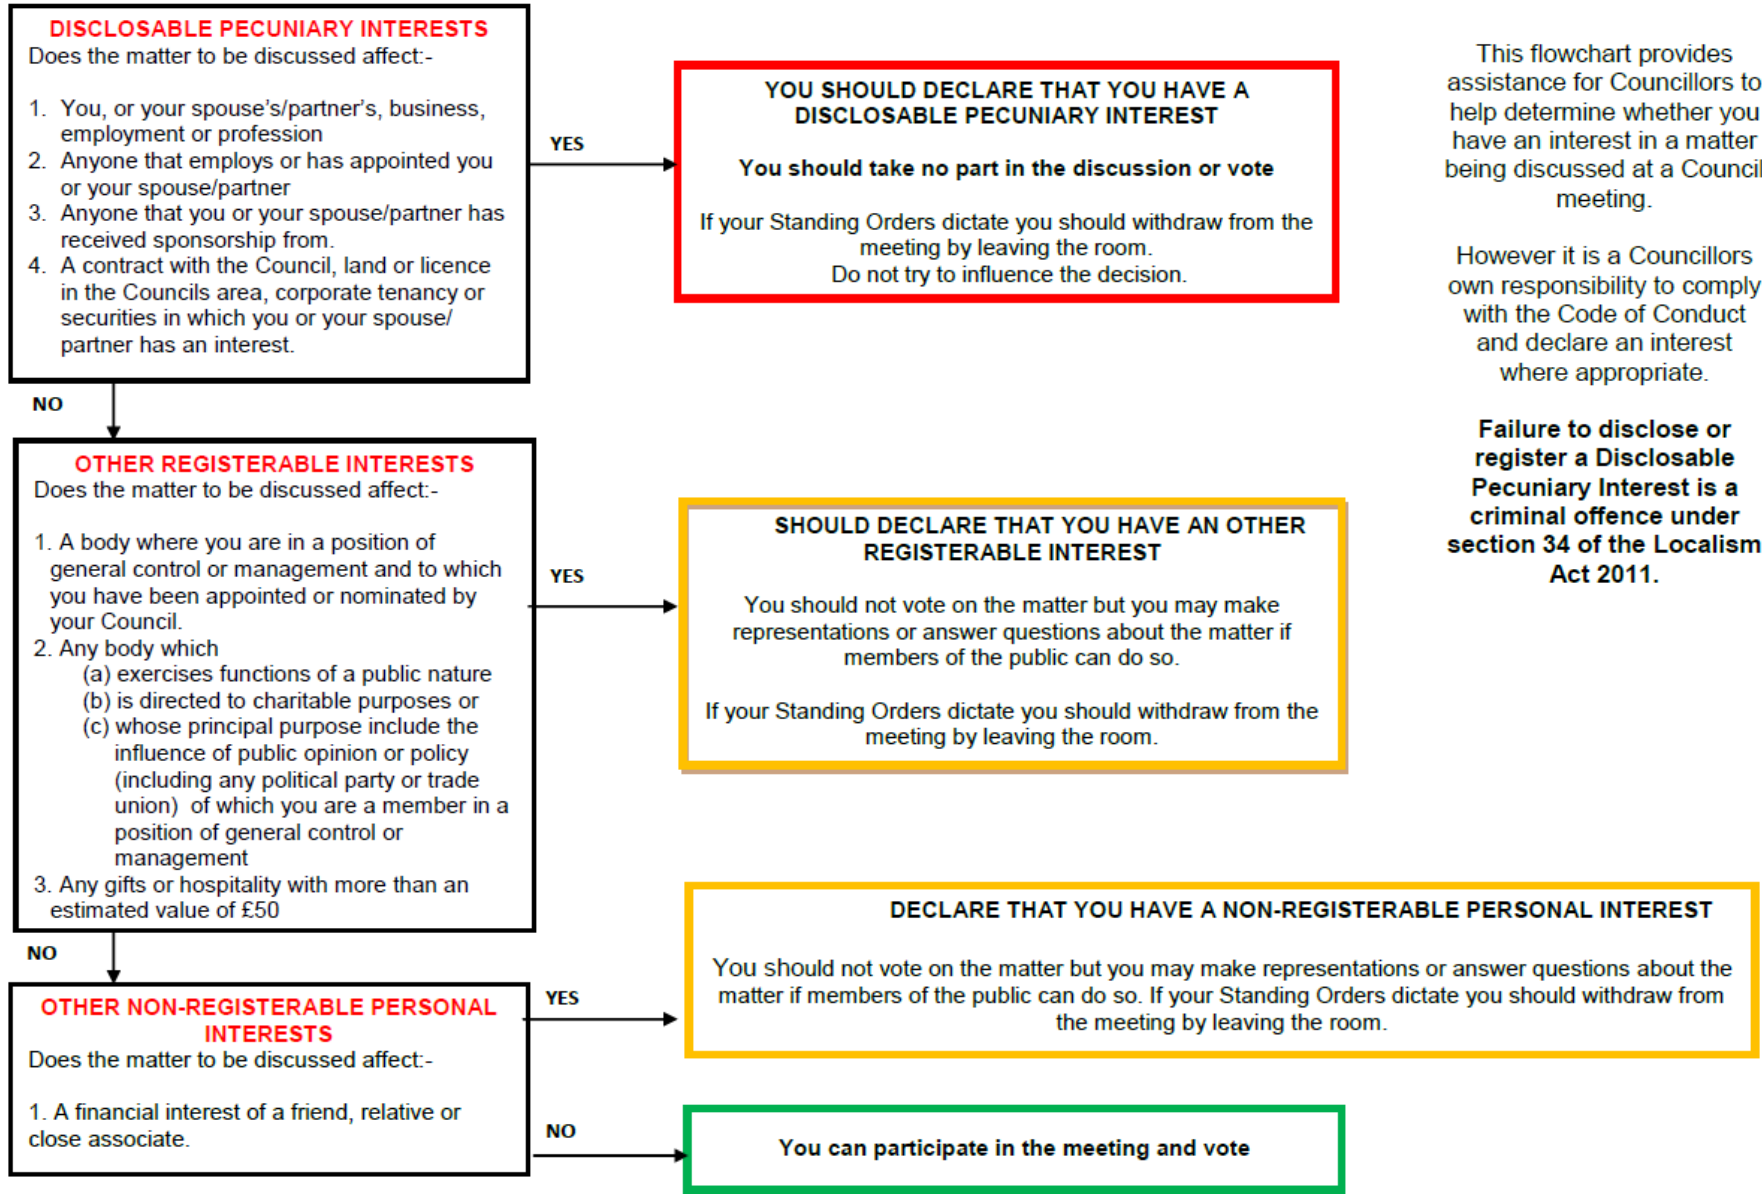 DISCLOSABLE PECUNIARY INTERESTS
Does the matter to be discussed affect:-
1. You, or your spouse's/partner's, business,
employment or profession
2. Anyone that employs or has appointed you
or your spouse/partner
3. Anyone that you or your spouse/partner has
received sponsorship from.
4. A contract with the Council, land or licence
in the Councils area, corporate tenancy or
securities in which you or your spouse/
partner has an interest.
YES
YOU SHOULD DECLARE THAT YOU HAVE A
DISCLOSABLE PECUNIARY INTEREST
You should take no part in the discussion or vote
If your Standing Orders dictate you should withdraw from the
meeting by leaving the room.
Do not try to influence the decision.
This flowchart provides
assistance for Councillors to
help determine whether you
have an interest in a matter
being discussed at a Council
meeting.
However it is a Councillors
own responsibility to comply
with the Code of Conduct
and declare an interest
where appropriate.
Failure to disclose or
register a Disclosable
Pecuniary Interest is a
criminal offence under
section 34 of the Localism
Act 2011.
NO
OTHER REGISTERABLE INTERESTS
Does the matter to be discussed affect:-
1. A body where you are in a position of
general control or management and to which
you have been appointed or nominated by
your Council.
2. Any body which
(a) exercises functions of a public nature
(b) is directed to charitable purposes or
(c) whose principal purpose include the
influence of public opinion or policy
(including any political party or trade
union) of which you are a member in a
position of general control or
management
3. Any gifts or hospitality with more than an
estimated value of £50
YES
SHOULD DECLARE THAT YOU HAVE AN OTHER
REGISTERABLE INTEREST
You should not vote on the matter but you may make
representations or answer questions about the matter if
members of the public can do so.
If your Standing Orders dictate you should withdraw from the
meeting by leaving the room.
NO
OTHER NON-REGISTERABLE PERSONAL
INTERESTS
Does the matter to be discussed affect:-
1. A financial interest of a friend, relative or
close associate.
YES
DECLARE THAT YOU HAVE A NON-REGISTERABLE PERSONAL INTEREST
You should not vote on the matter but you may make representations or answer questions about the
matter if members of the public can do so. If your Standing Orders dictate you should withdraw from
the meeting by leaving the room.
NO
You can participate in the meeting and vote